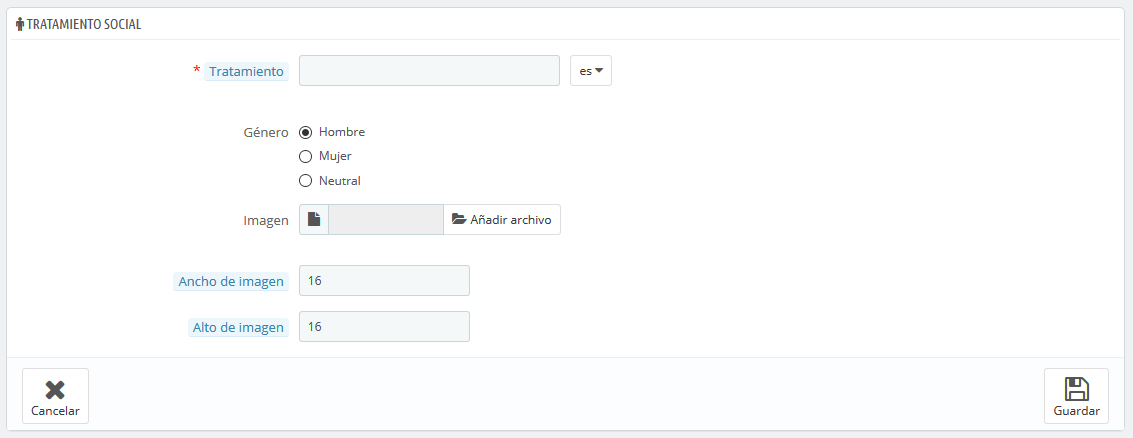 TRATAMIENTO SOCIAL
* Tratamiento es
Género Hombre
Mujer
Neutral
Imagen Añadir archivo
Ancho de imagen 16
Alto de imagen 16
Cancelar Guardar